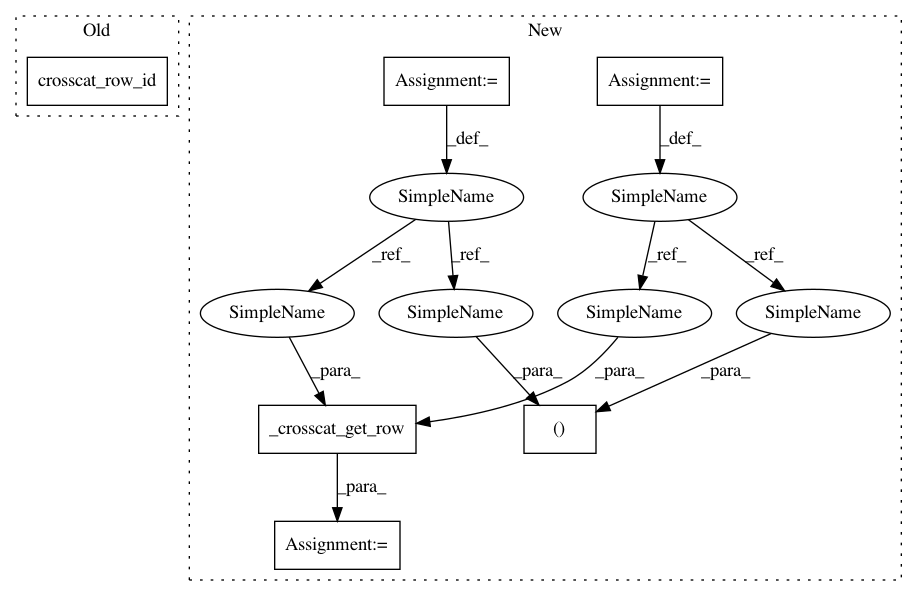 Old
New
crosscat_row_id
Assignment:=
Assignment:=
_def_
_def_
SimpleName
SimpleName
_ref_
_ref_
_ref_
_ref_
SimpleName
SimpleName
SimpleName
SimpleName
_para_
_para_
_para_
_para_
_crosscat_get_row
()
_para_
Assignment:=